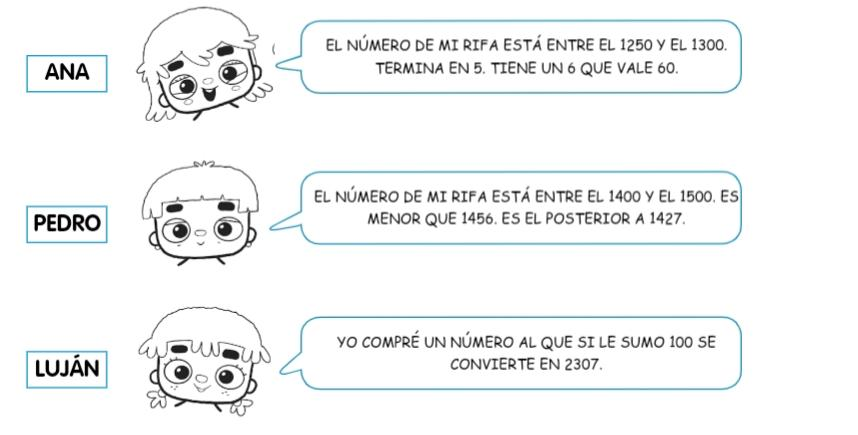 ANA
EL NÚMERO DE MI RIFA ESTÁ ENTRE EL 1250 Y EL 1300.
TERMINA EN 5. TIENE UN 6 QUE VALE 60.
PEDRO
EL NÚMERO DE MI RIFA ESTÁ ENTRE EL 1400 Y EL 1500. ES
MENOR QUE 1456. ES EL POSTERIOR A 1427.
LUJÁN
YO COMPRÉ UN NÚMERO AL QUE SI LE SUMO 100 SE
CONVIERTE EN 2307.